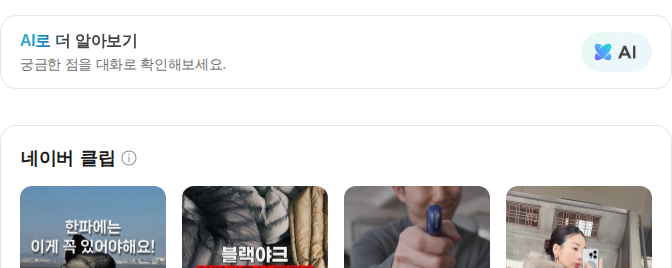 AI로 더 알아보기
궁금한 점을 대화로 확인해보세요.
AI
네이버 클립
한파에는
이게 꼭 있어야해요!
블랙야크